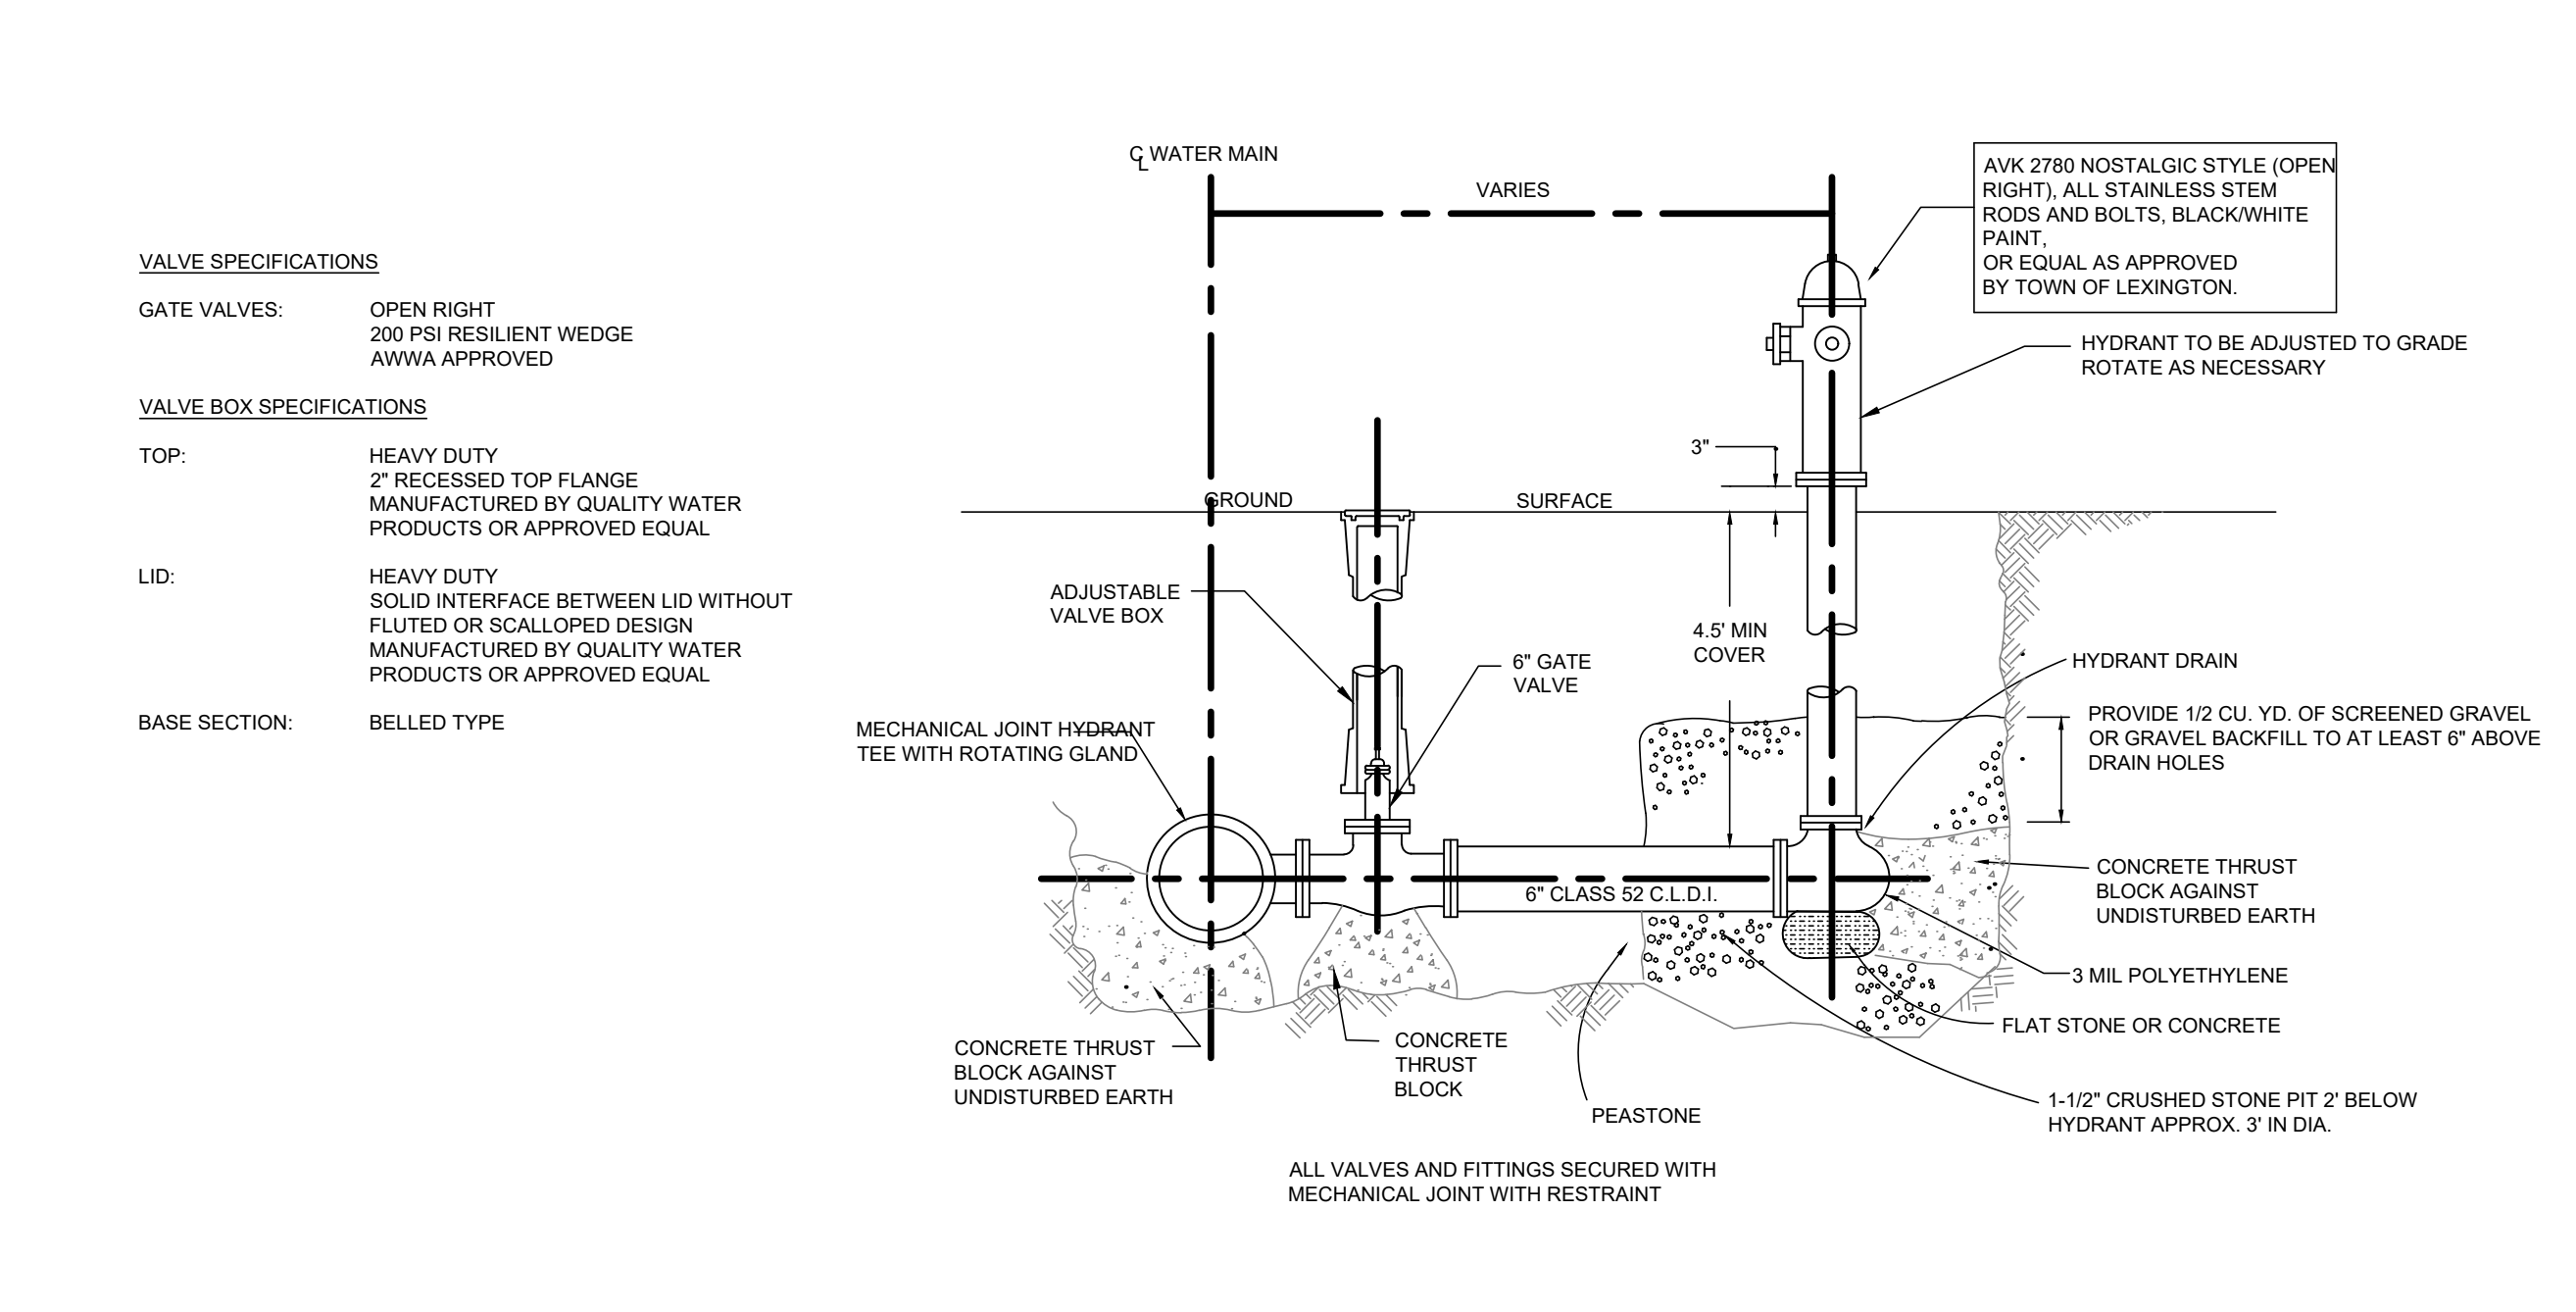 VALVE SPECIFICATIONS
GATE VALVES: OPEN RIGHT
200 PSI RESILIENT WEDGE
AWWA APPROVED
VALVE BOX SPECIFICATIONS
TOP: HEAVY DUTY
2" RECESSED TOP FLANGE
MANUFACTURED BY QUALITY WATER
PRODUCTS OR APPROVED EQUAL
LID: HEAVY DUTY
SOLID INTERFACE BETWEEN LID WITHOUT
FLUTED OR SCALLOPED DESIGN
MANUFACTURED BY QUALITY WATER
PRODUCTS OR APPROVED EQUAL
BASE SECTION: BELLED TYPE
CL WATER MAIN
VARIES
AVK 2780 NOSTALGIC STYLE (OPEN
RIGHT), ALL STAINLESS STEM
RODS AND BOLTS, BLACK/WHITE
PAINT,
OR EQUAL AS APPROVED
BY TOWN OF LEXINGTON.
HYDRANT TO BE ADJUSTED TO GRADE
ROTATE AS NECESSARY
3"
GROUND SURFACE
ADJUSTABLE
VALVE BOX
4.5' MIN
COVER
6" GATE
VALVE
HYDRANT DRAIN
MECHANICAL JOINT HYDRANT
TEE WITH ROTATING GLAND
PROVIDE 1/2 CU. YD. OF SCREENED GRAVEL
OR GRAVEL BACKFILL TO AT LEAST 6" ABOVE
DRAIN HOLES
6" CLASS 52 C.L.D.I.
CONCRETE THRUST
BLOCK AGAINST
UNDISTURBED EARTH
3 MIL POLYETHYLENE
FLAT STONE OR CONCRETE
CONCRETE THRUST
BLOCK AGAINST
UNDISTURBED EARTH
CONCRETE
THRUST
BLOCK
PEASTONE
1-1/2" CRUSHED STONE PIT 2' BELOW
HYDRANT APPROX. 3' IN DIA.
ALL VALVES AND FITTINGS SECURED WITH
MECHANICAL JOINT WITH RESTRAINT